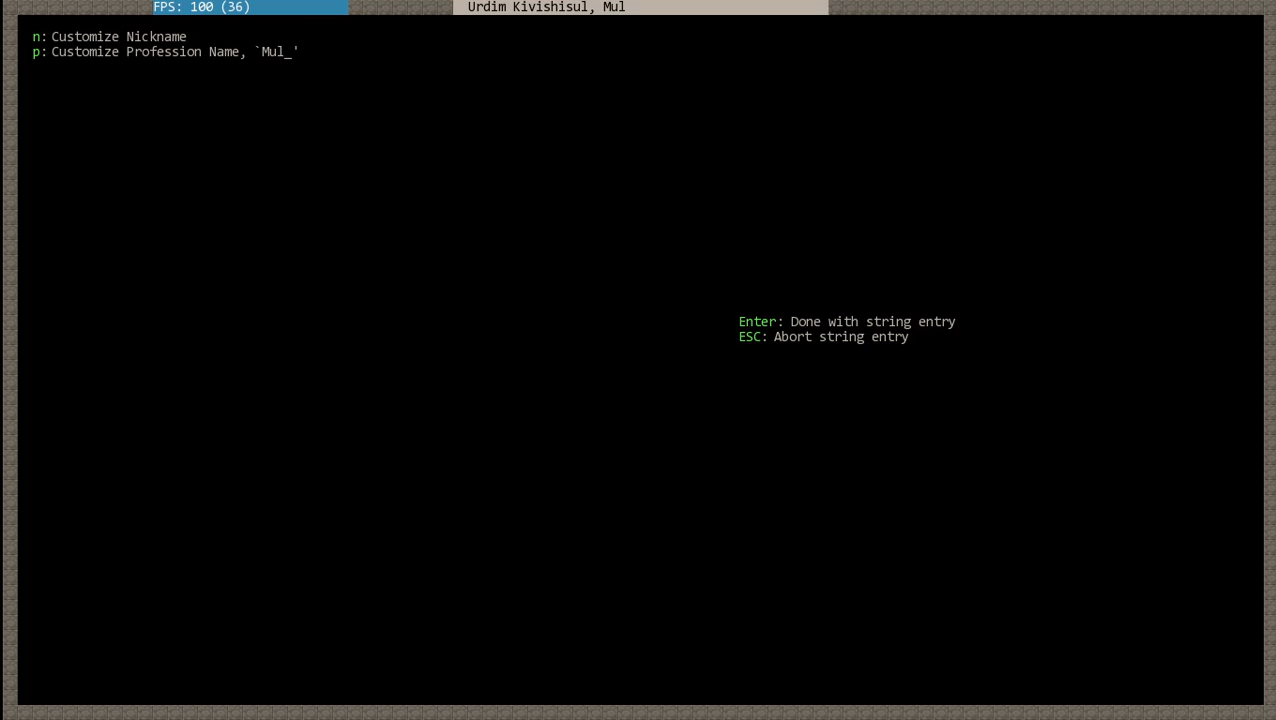 FPS: 100 (36)
Urdim Kivishisul, Mul
n: Customize Nickname
p: Customize Profession Name, `Mul_'
Enter: Done with string entry
ESC: Abort string entry